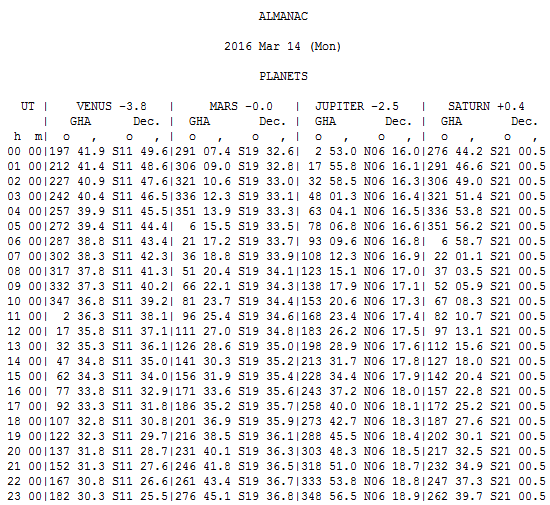 ALMANAC
2016 Mar 14 (Mon)
PLANETS
UT | VENUS -3.8 | MARS -0.0 | JUPITER -2.5 | SATURN +0.4
| GHA Dec. | GHA Dec. | GHA Dec. | GHA Dec.
h m| o , o , | o , o , | o , o , | o , o ,
00 00|197 41.9 S11 49.6|291 07.4 S19 32.6| 2 53.0 N06 16.0|276 44.2 S21 00.5
01 00|212 41.4 S11 48.6|306 09.0 S19 32.8| 17 55.8 N06 16.1|291 46.6 S21 00.5
02 00|227 40.9 S11 47.6|321 10.6 S19 33.0| 32 58.5 N06 16.3|306 49.0 S21 00.5
03 00|242 40.4 S11 46.5|336 12.3 S19 33.1| 48 01.3 N06 16.4|321 51.4 S21 00.5
04 00|257 39.9 S11 45.5|351 13.9 S19 33.3| 63 04.1 N06 16.5|336 53.8 S21 00.5
05 00|272 39.4 S11 44.4| 6 15.5 S19 33.5| 78 06.8 N06 16.6|351 56.2 S21 00.5
06 00|287 38.8 S11 43.4| 21 17.2 S19 33.7| 93 09.6 N06 16.8| 6 58.7 S21 00.5
07 00|302 38.3 S11 42.3| 36 18.8 S19 33.9|108 12.3 N06 16.9| 22 01.1 S21 00.5
08 00|317 37.8 S11 41.3| 51 20.4 S19 34.1|123 15.1 N06 17.0| 37 03.5 S21 00.5
09 00|332 37.3 S11 40.2| 66 22.1 S19 34.3|138 17.9 N06 17.1| 52 05.9 S21 00.5
10 00|347 36.8 S11 39.2| 81 23.7 S19 34.4|153 20.6 N06 17.3| 67 08.3 S21 00.5
11 00| 2 36.3 S11 38.1| 96 25.4 S19 34.6|168 23.4 N06 17.4| 82 10.7 S21 00.5
12 00| 17 35.8 S11 37.1|111 27.0 S19 34.8|183 26.2 N06 17.5| 97 13.1 S21 00.5
13 00| 32 35.3 S11 36.1|126 28.6 S19 35.0|198 28.9 N06 17.6|112 15.6 S21 00.5
14 00| 47 34.8 S11 35.0|141 30.3 S19 35.2|213 31.7 N06 17.8|127 18.0 S21 00.5
15 00| 62 34.3 S11 34.0|156 31.9 S19 35.4|228 34.4 N06 17.9|142 20.4 S21 00.5
16 00| 77 33.8 S11 32.9|171 33.6 S19 35.6|243 37.2 N06 18.0|157 22.8 S21 00.5
17 00| 92 33.3 S11 31.8|186 35.2 S19 35.7|258 40.0 N06 18.1|172 25.2 S21 00.5
18 00|107 32.8 S11 30.8|201 36.9 S19 35.9|273 42.7 N06 18.3|187 27.6 S21 00.5
19 00|122 32.3 S11 29.7|216 38.5 S19 36.1|288 45.5 N06 18.4|202 30.1 S21 00.5
20 00|137 31.8 S11 28.7|231 40.1 S19 36.3|303 48.3 N06 18.5|217 32.5 S21 00.5
21 00|152 31.3 S11 27.6|246 41.8 S19 36.5|318 51.0 N06 18.7|232 34.9 S21 00.5
22 00|167 30.8 S11 26.6|261 43.4 S19 36.7|333 53.8 N06 18.8|247 37.3 S21 00.5
23 00|182 30.3 S11 25.5|276 45.1 S19 36.8|348 56.5 N06 18.9|262 39.7 S21 00.5